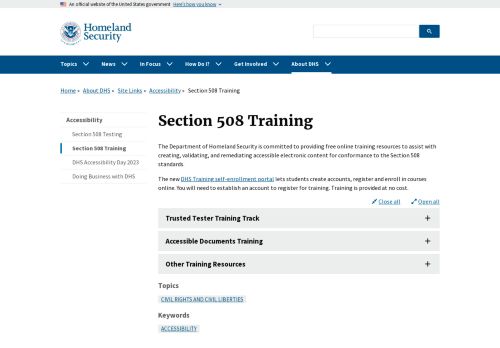 An official website of the United States government Here's how you know
Homeland
Security
Topics News In Focus How Do I? Get Involved About DHS
Home » About DHS » Site Links » Accessibility » Section 508 Training
Accessibility
Section 508 Testing
Section 508 Training
DHS Accessibility Day 2023
Doing Business with DHS
Section 508 Training
The Department of Homeland Security is committed to providing free online training resources to assist with
creating, validating, and remediating accessible electronic content for conformance to the Section 508
standards
The new DHS Training self-enrollment portal lets students create accounts, register and enroll in courses
online. You will need to establish an account to register for training. Training is provided at no cost.
Close all Open all
Trusted Tester Training Track
Accessible Documents Training
Other Training Resources
Topics
CIVIL RIGHTS AND CIVIL LIBERTIES
Keywords
ACCESSIBILITY